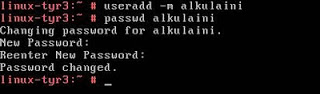 linux-tyr3:~ # useradd -m alkulaini
linux-tyr3:~ # passwd alkulaini
Changing password for alkulaini.
New Password:
Reenter New Password:
Password changed.
linux-tyr3:~ # _